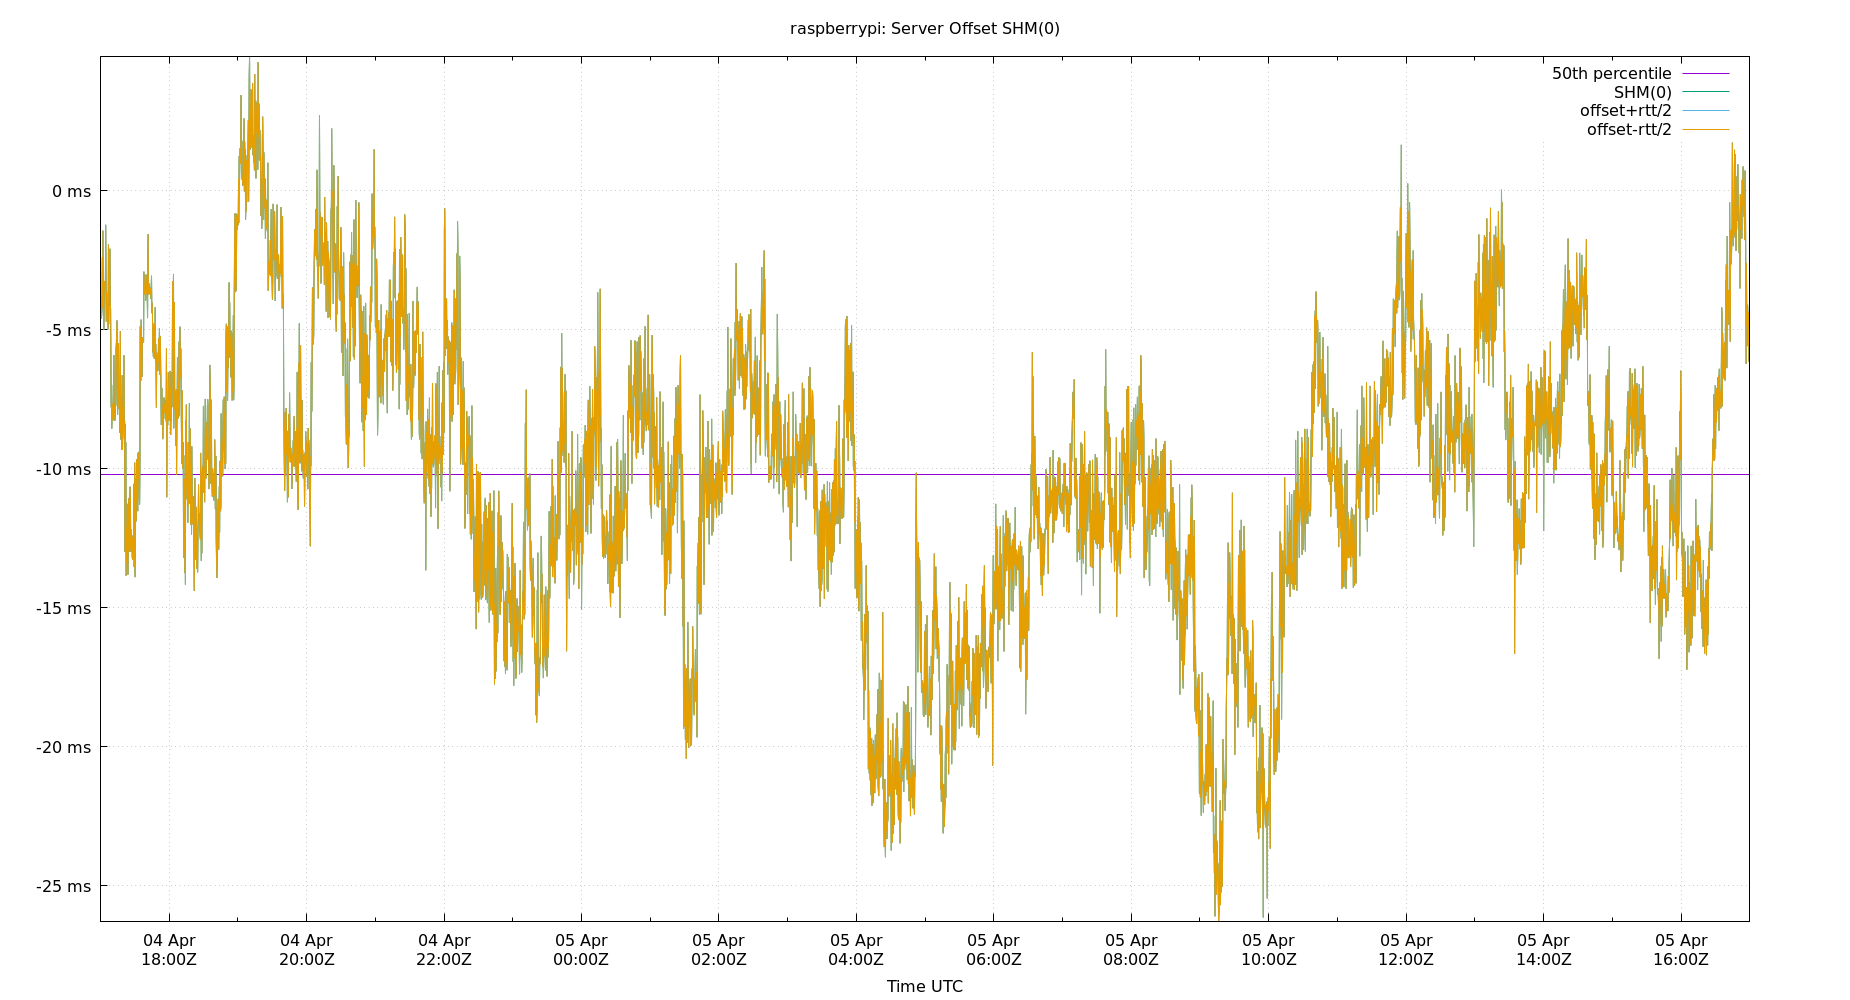 raspberrypi: Server Offset SHM(0)
50th percentile
SHM(0)
offset+rtt/2
offset-rtt/2
0 ms
-5 ms
-10 ms
-15 ms
-20 ms
-25 ms
04 Apr 04 Apr 04 Apr 05 Apr 05 Apr 05 Apr 05 Apr 05 Apr 05 Apr 05 Apr 05 Apr 05 Apr
18:00Z 20:00Z 22:00Z 00:00Z 02:00Z 04:00Z 06:00Z 08:00Z 10:00Z 12:00Z 14:00Z 16:00Z
Time UTC